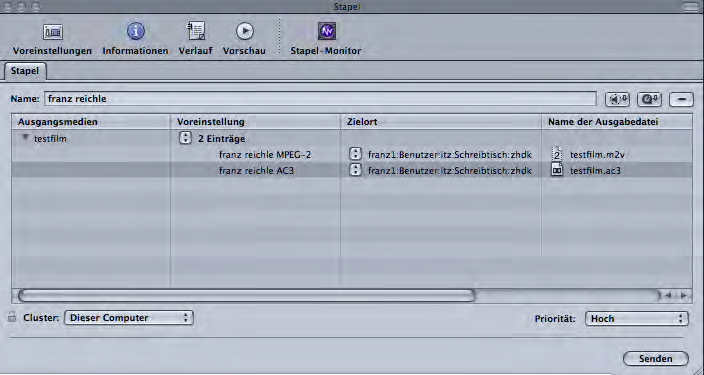 Stapel
Voreinstellungen Informationen Verlauf Vorschau Stapel-Monitor
Stapel
Name: franz reichle
Ausgangsmedien Voreinstellung Zielort Name der Ausgabedatei
testfilm 2 Einträge
franz reichle MPEG-2 franz1:Benutzer:itz:Schreibtisch:zhdk testfilm.m2v
franz reichle AC3 franz1:Benutzer:itz:Schreibtisch:zhdk testfilm.ac3
Cluster: Dieser Computer Priorität: Hoch
Senden